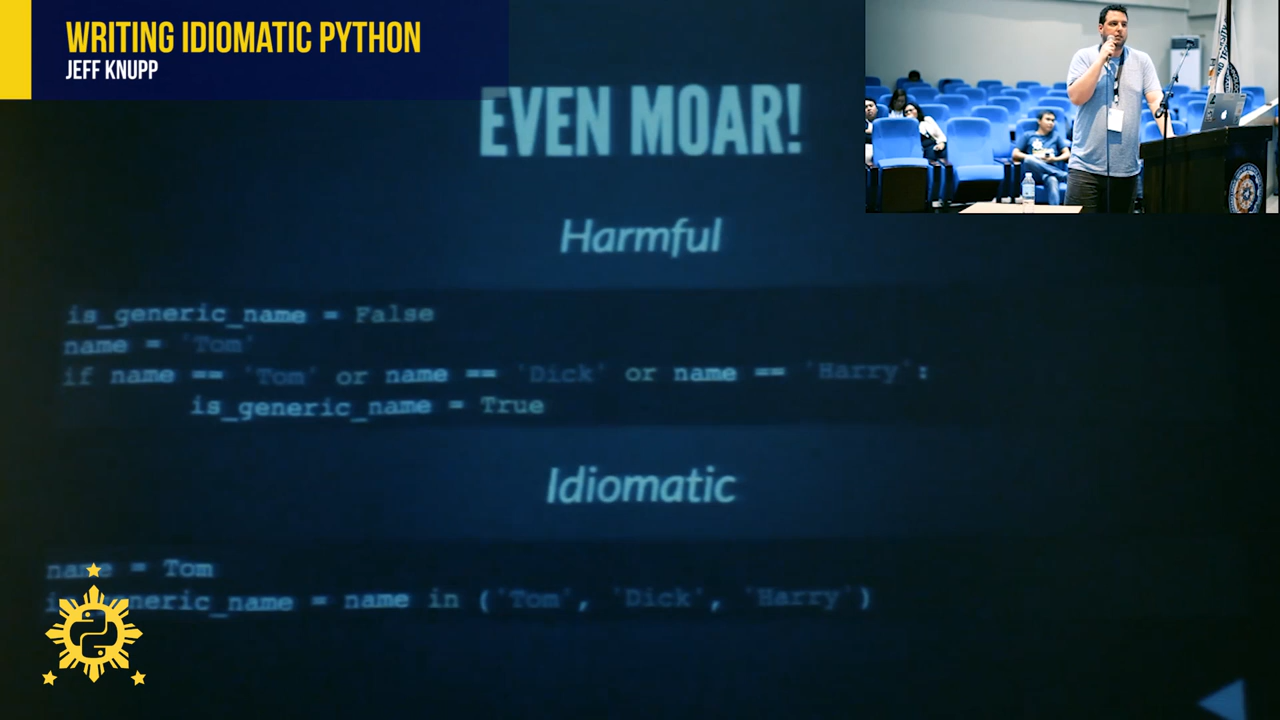 WRITING IDIOMATIC PYTHON
JEFF KNUPP
EVEN MOAR!
Harmful
is_generic_name = False
name = 'Tom'
if name == 'Tom' or name == 'Dick' or name == 'Harry':
is_generic_name = True
Idiomatic
name = Tom
is_generic_name = name in ('Tom', 'Dick', 'Harry')